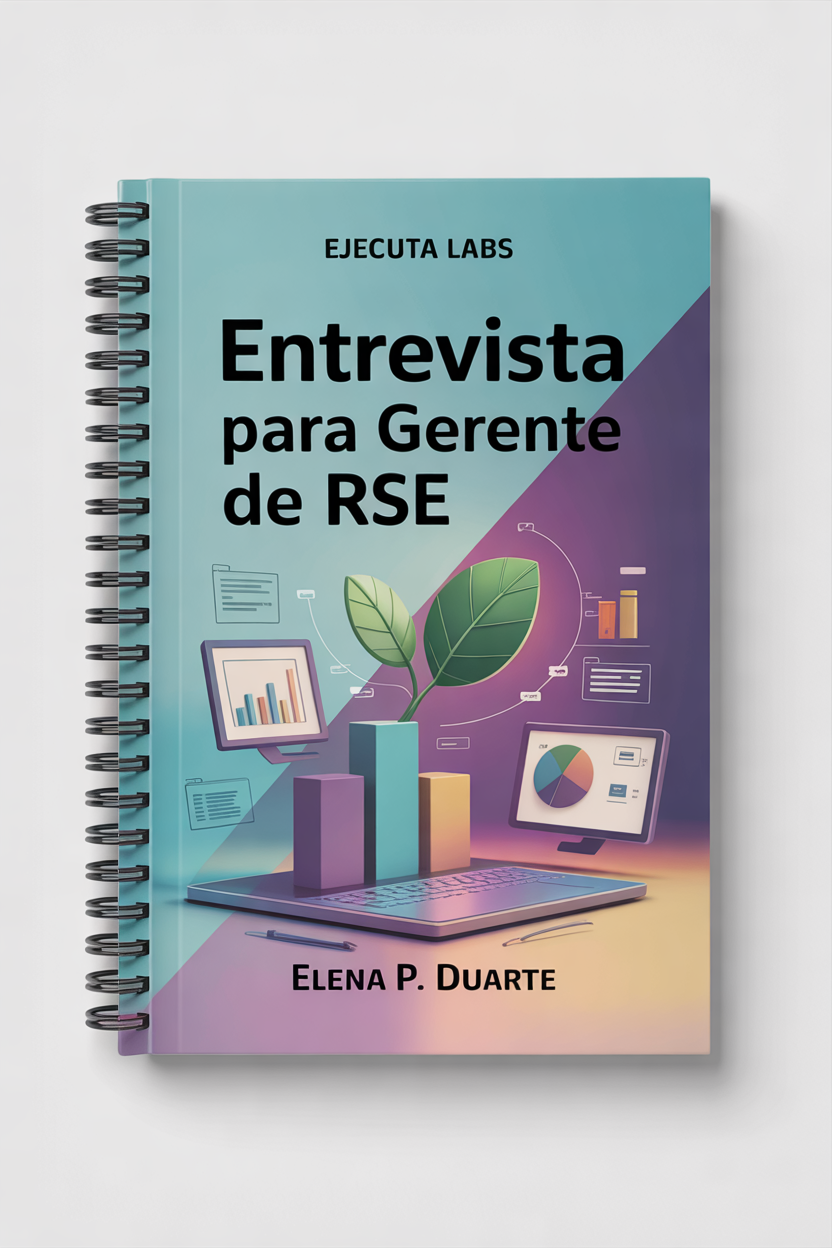 EJECUTA LABS
Entrevista
para Gerente
de RSE
ELENA P. DUARTE